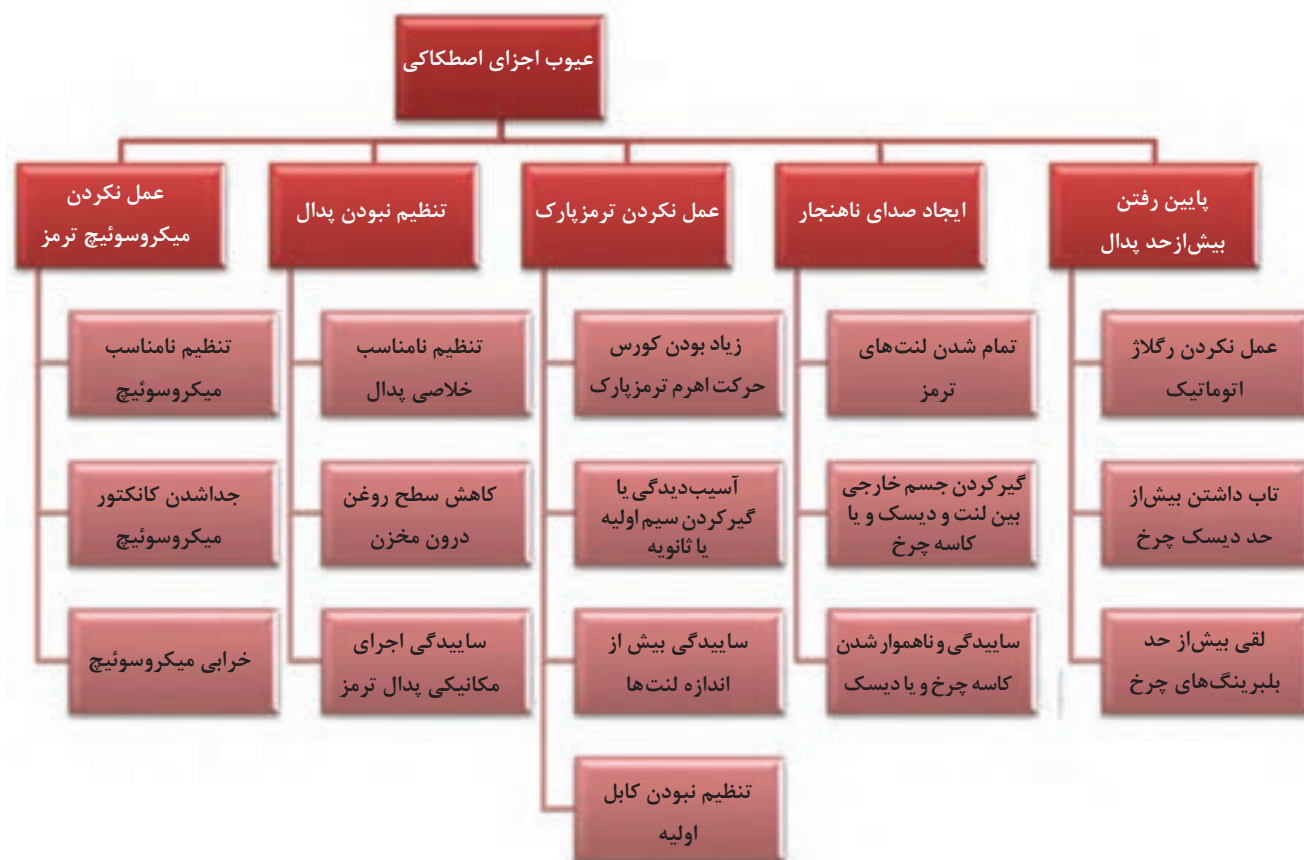 عیوب اجزای اصطکاکی
پایین رفتن
بیش‌ازحد پدال
عمل نکردن رگلاژ
اتوماتیک
تاب داشتن بیش‌از
حد دیسک چرخ
لقی بیش‌از حد
بلبرینگ‌های چرخ
ایجاد صدای ناهنجار
تمام شدن لنت‌های
ترمز
گیرکردن جسم خارجی
بین لنت و دیسک و یا
کاسه چرخ
ساییدگی و ناهموار شدن
کاسه چرخ و یا دیسک
عمل نکردن ترمزپارک
زیاد بودن کورس
حرکت اهرم ترمزپارک
آسیب‌دیدگی یا
گیرکردن سیم اولیه
یا ثانویه
ساییدگی بیش از
اندازه لنت‌ها
تنظیم نبودن کابل
اولیه
تنظیم نبودن پدال
تنظیم نامناسب
خلاصی پدال
کاهش سطح روغن
درون مخزن
ساییدگی اجرای
مکانیکی پدال ترمز
عمل نکردن
میکروسوئیچ ترمز
تنظیم نامناسب
میکروسوئیچ
جداشدن کانکتور
میکروسوئیچ
خرابی میکروسوئیچ